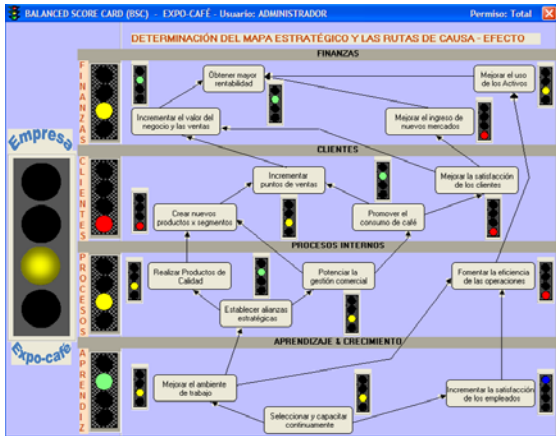 BALANCED SCORE CARD (BSC) - EXPO-CAFÉ - Usuario: ADMINISTRADOR
Permiso: Total
DETERMINACIÓN DEL MAPA ESTRATÉGICO Y LAS RUTAS DE CAUSA - EFECTO
FINANZAS
FINANZAS
Obtener mayor
rentabilidad
Mejorar el uso
de los Activos
Incrementar el valor del
negocio y las ventas
Mejorar el ingreso de
nuevos mercados
Empresa
CLIENTES
CLIENTES
Incrementar
puntos de ventas
Mejorar la satisfacción
de los clientes
Crear nuevos
productos x segmentos
Promover el
consumo de café
PROCESOS INTERNOS
PROCESOS
Realizar Productos de
Calidad
Potenciar la
gestión comercial
Fomentar la eficiencia
de las operaciones
Establecer alianzas
estratégicas
Expo-café
APRENDIZAJE & CRECIMIENTO
APRENDIZ
Mejorar el ambiente
de trabajo
Incrementar la satisfacción
de los empleados
Seleccionar y capacitar
continuamente